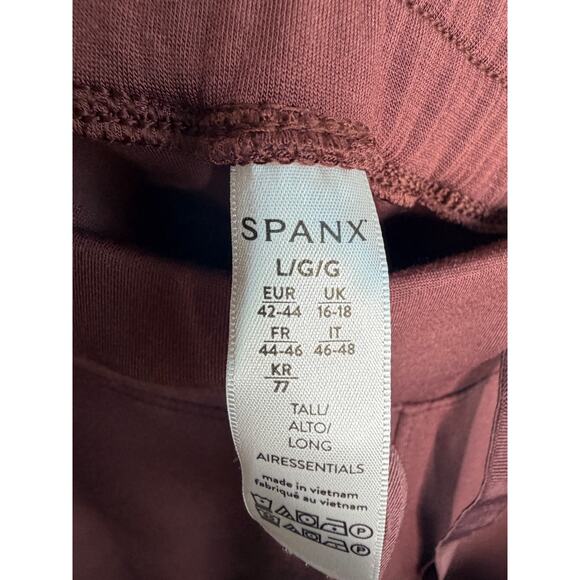 SPANX
L/G/G
EUR UK
42-44 16-18
FR IT
44-46 46-48
KR
77
TALL/
ALTO/
LONG
AIRESSENTIALS
made in vietnam
fabriqué au vietnam